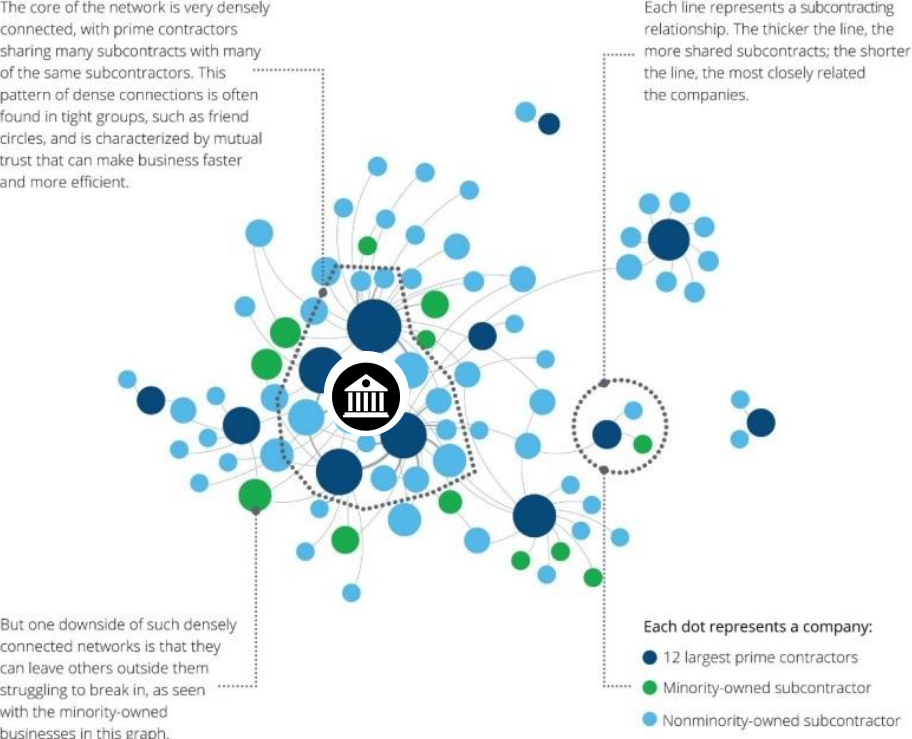 The core of the network is very densely
connected, with prime contractors
sharing many subcontracts with many
of the same subcontractors. This
pattern of dense connections is often
found in tight groups, such as friend
circles, and is characterized by mutual
trust that can make business faster
and more efficient.
Each line represents a subcontracting
relationship. The thicker the line, the
more shared subcontracts; the shorter
the line, the most closely related
the companies.
But one downside of such densely
connected networks is that they
can leave others outside them
struggling to break in, as seen
with the minority-owned
businesses in this graph.
Each dot represents a company:
12 largest prime contractors
Minority-owned subcontractor
Nonminority-owned subcontractor